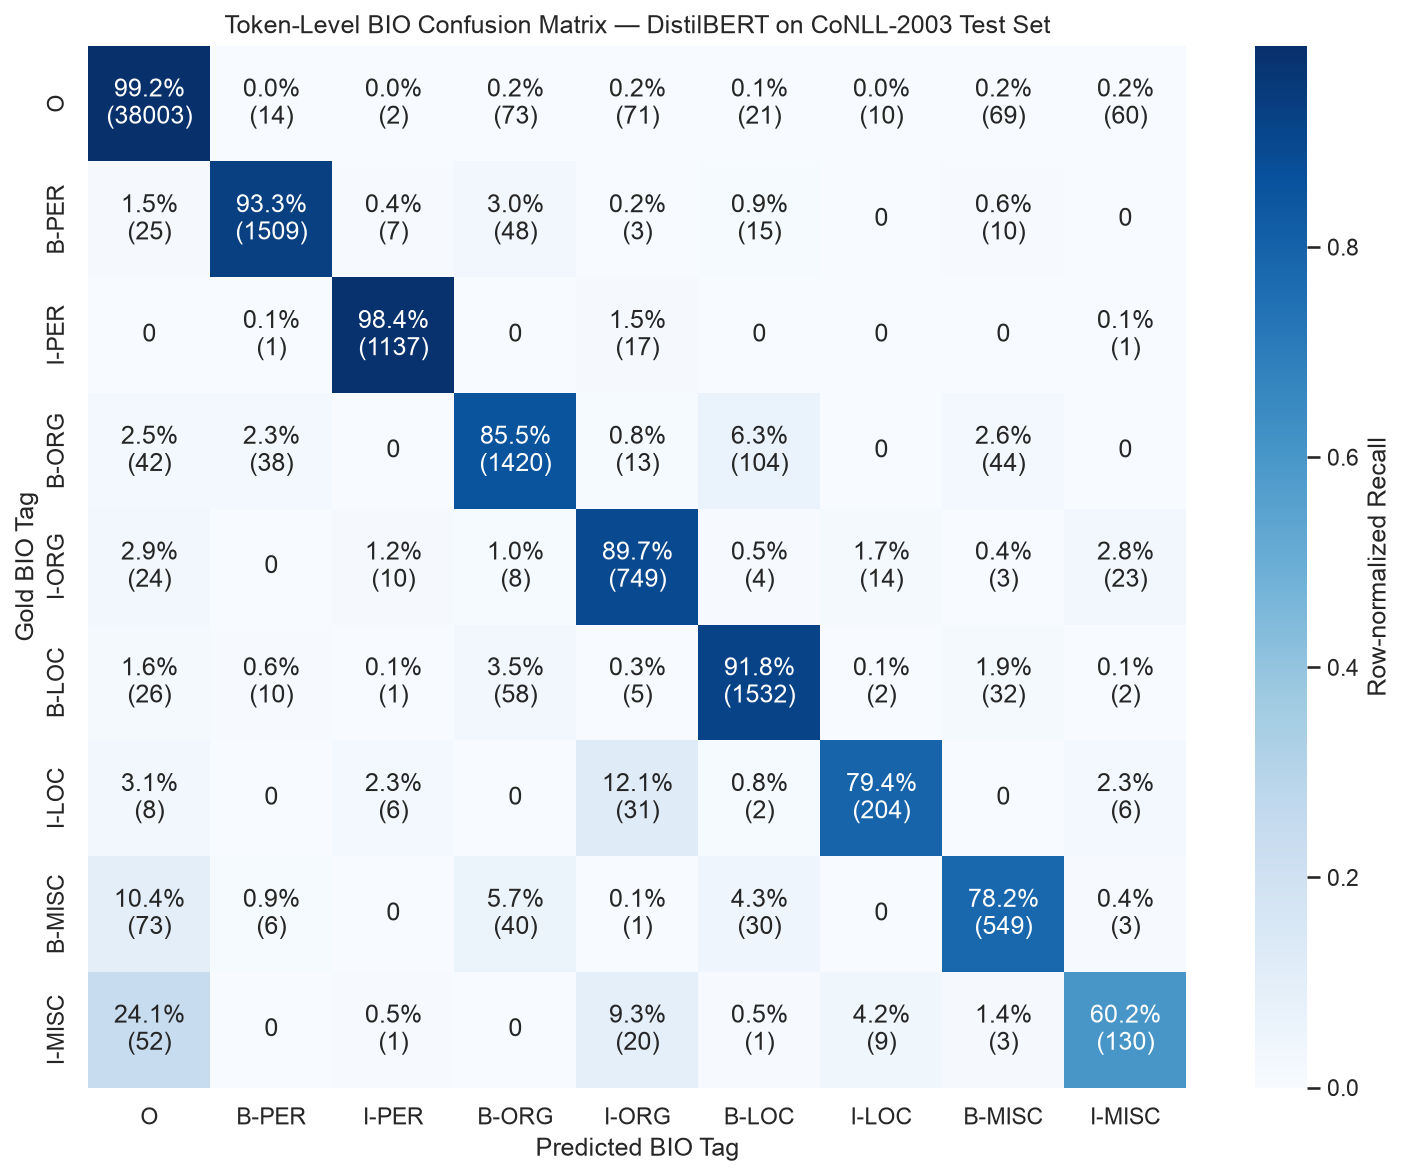 Token-Level BIO Confusion Matrix — DistilBERT on CoNLL-2003 Test Set
Gold BIO Tag
O
99.2% 0.0% 0.0% 0.2% 0.2% 0.1% 0.0% 0.2% 0.2%
(38003) (14) (2) (73) (71) (21) (10) (69) (60)
B-PER
1.5% 93.3% 0.4% 3.0% 0.2% 0.9% 0 0.6% 0
(25) (1509) (7) (48) (3) (15) (10)
I-PER
0 0.1% 98.4% 0 1.5% 0 0 0 0.1%
(1) (1137) (17) (1)
B-ORG
2.5% 2.3% 0 85.5% 0.8% 6.3% 0 2.6% 0
(42) (38) (1420) (13) (104) (44)
I-ORG
2.9% 0 1.2% 1.0% 89.7% 0.5% 1.7% 0.4% 2.8%
(24) (10) (8) (749) (4) (14) (3) (23)
B-LOC
1.6% 0.6% 0.1% 3.5% 0.3% 91.8% 0.1% 1.9% 0.1%
(26) (10) (1) (58) (5) (1532) (2) (32) (2)
I-LOC
3.1% 0 2.3% 0 12.1% 0.8% 79.4% 0 2.3%
(8) (6) (31) (2) (204) (6)
B-MISC
10.4% 0.9% 0 5.7% 0.1% 4.3% 0 78.2% 0.4%
(73) (6) (40) (1) (30) (549) (3)
I-MISC
24.1% 0 0.5% 0 9.3% 0.5% 4.2% 1.4% 60.2%
(52) (1) (20) (1) (9) (3) (130)
O B-PER I-PER B-ORG I-ORG B-LOC I-LOC B-MISC I-MISC
Predicted BIO Tag
0.8
0.6
0.4
0.2
0.0
Row-normalized Recall